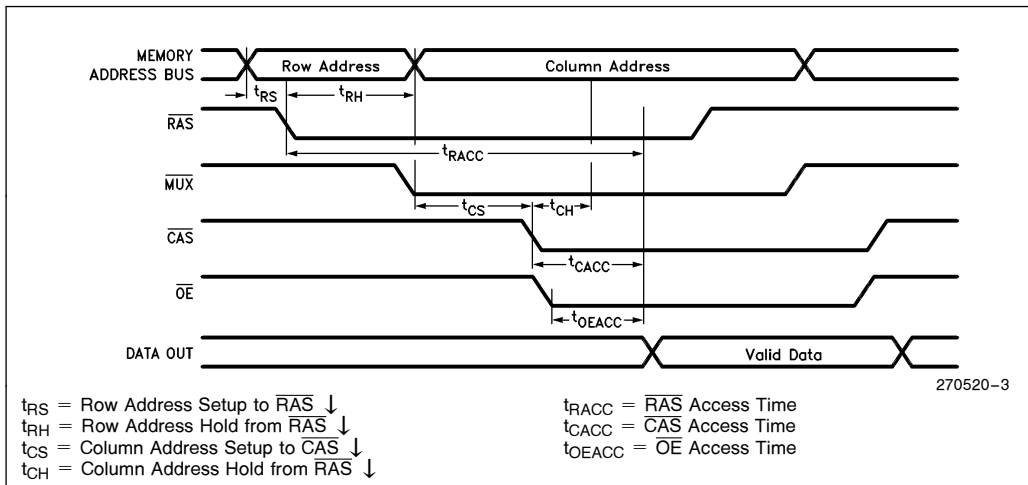 MEMORY
ADDRESS BUS
Row Address
Column Address
tRS
tRH
RAS
tRACC
MUX
tCS
tCH
CAS
tCACC
OE
tOEACC
DATA OUT
Valid Data
270520–3
tRS = Row Address Setup to RAS ↓
tRH = Row Address Hold from RAS ↓
tCS = Column Address Setup to CAS ↓
tCH = Column Address Hold from RAS ↓
tRACC = RAS Access Time
tCACC = CAS Access Time
tOEACC = OE Access Time